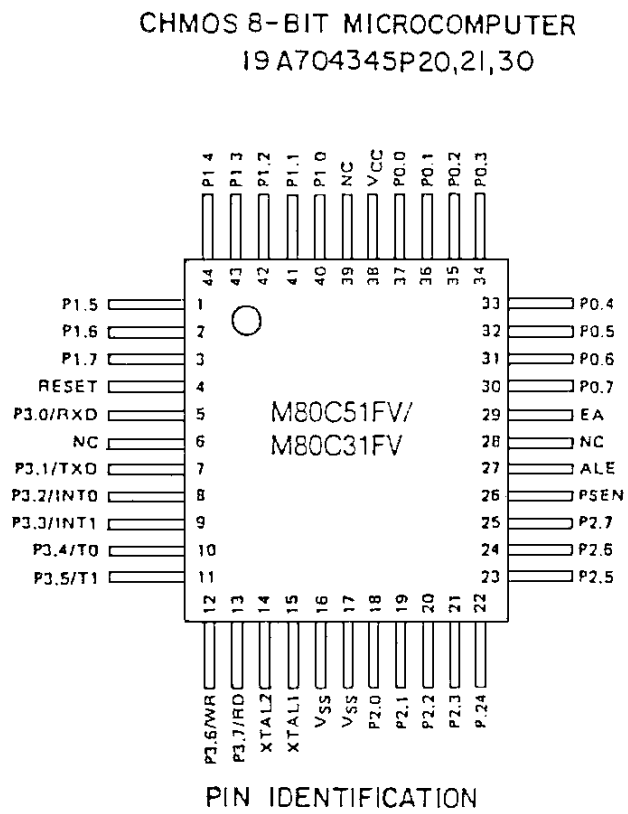 CHMOS 8-BIT MICROCOMPUTER
19A704345P20,21,30
P1.4 P1.3 P1.2 P1.1 P1.0 NC VCC P0.0 P0.1 P0.2 P0.3
44 43 42 41 40 39 38 37 36 35 34
P1.5 1 33 P0.4
P1.6 2 32 P0.5
P1.7 3 31 P0.6
RESET 4 30 P0.7
P3.0/RXD 5 29 EA
NC 6 28 NC
P3.1/TXD 7 27 ALE
P3.2/INT0 8 26 PSEN
P3.3/INT1 9 25 P2.7
P3.4/T0 10 24 P2.6
P3.5/T1 11 23 P2.5
M80C51FV/
M80C31FV
12 13 14 15 16 17 18 19 20 21 22
P3.6/WR P3.7/RD XTAL2 XTAL1 VSS VSS P2.0 P2.1 P2.2 P2.3 P.24
PIN IDENTIFICATION